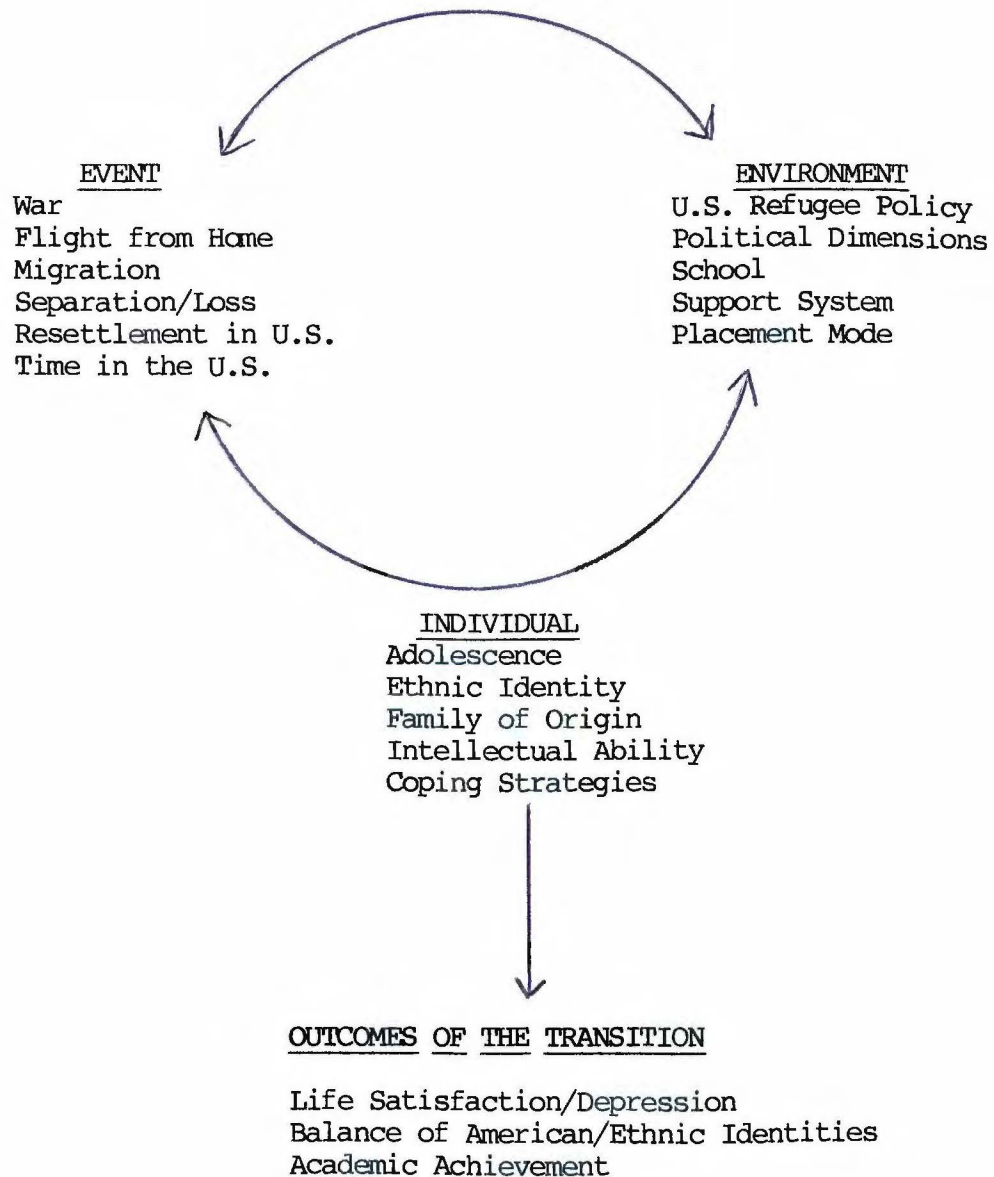 EVENT
War
Flight from Home
Migration
Separation/Loss
Resettlement in U.S.
Time in the U.S.
ENVIRONMENT
U.S. Refugee Policy
Political Dimensions
School
Support System
Placement Mode
INDIVIDUAL
Adolescence
Ethnic Identity
Family of Origin
Intellectual Ability
Coping Strategies
OUTCOMES OF THE TRANSITION
Life Satisfaction/Depression
Balance of American/Ethnic Identities
Academic Achievement